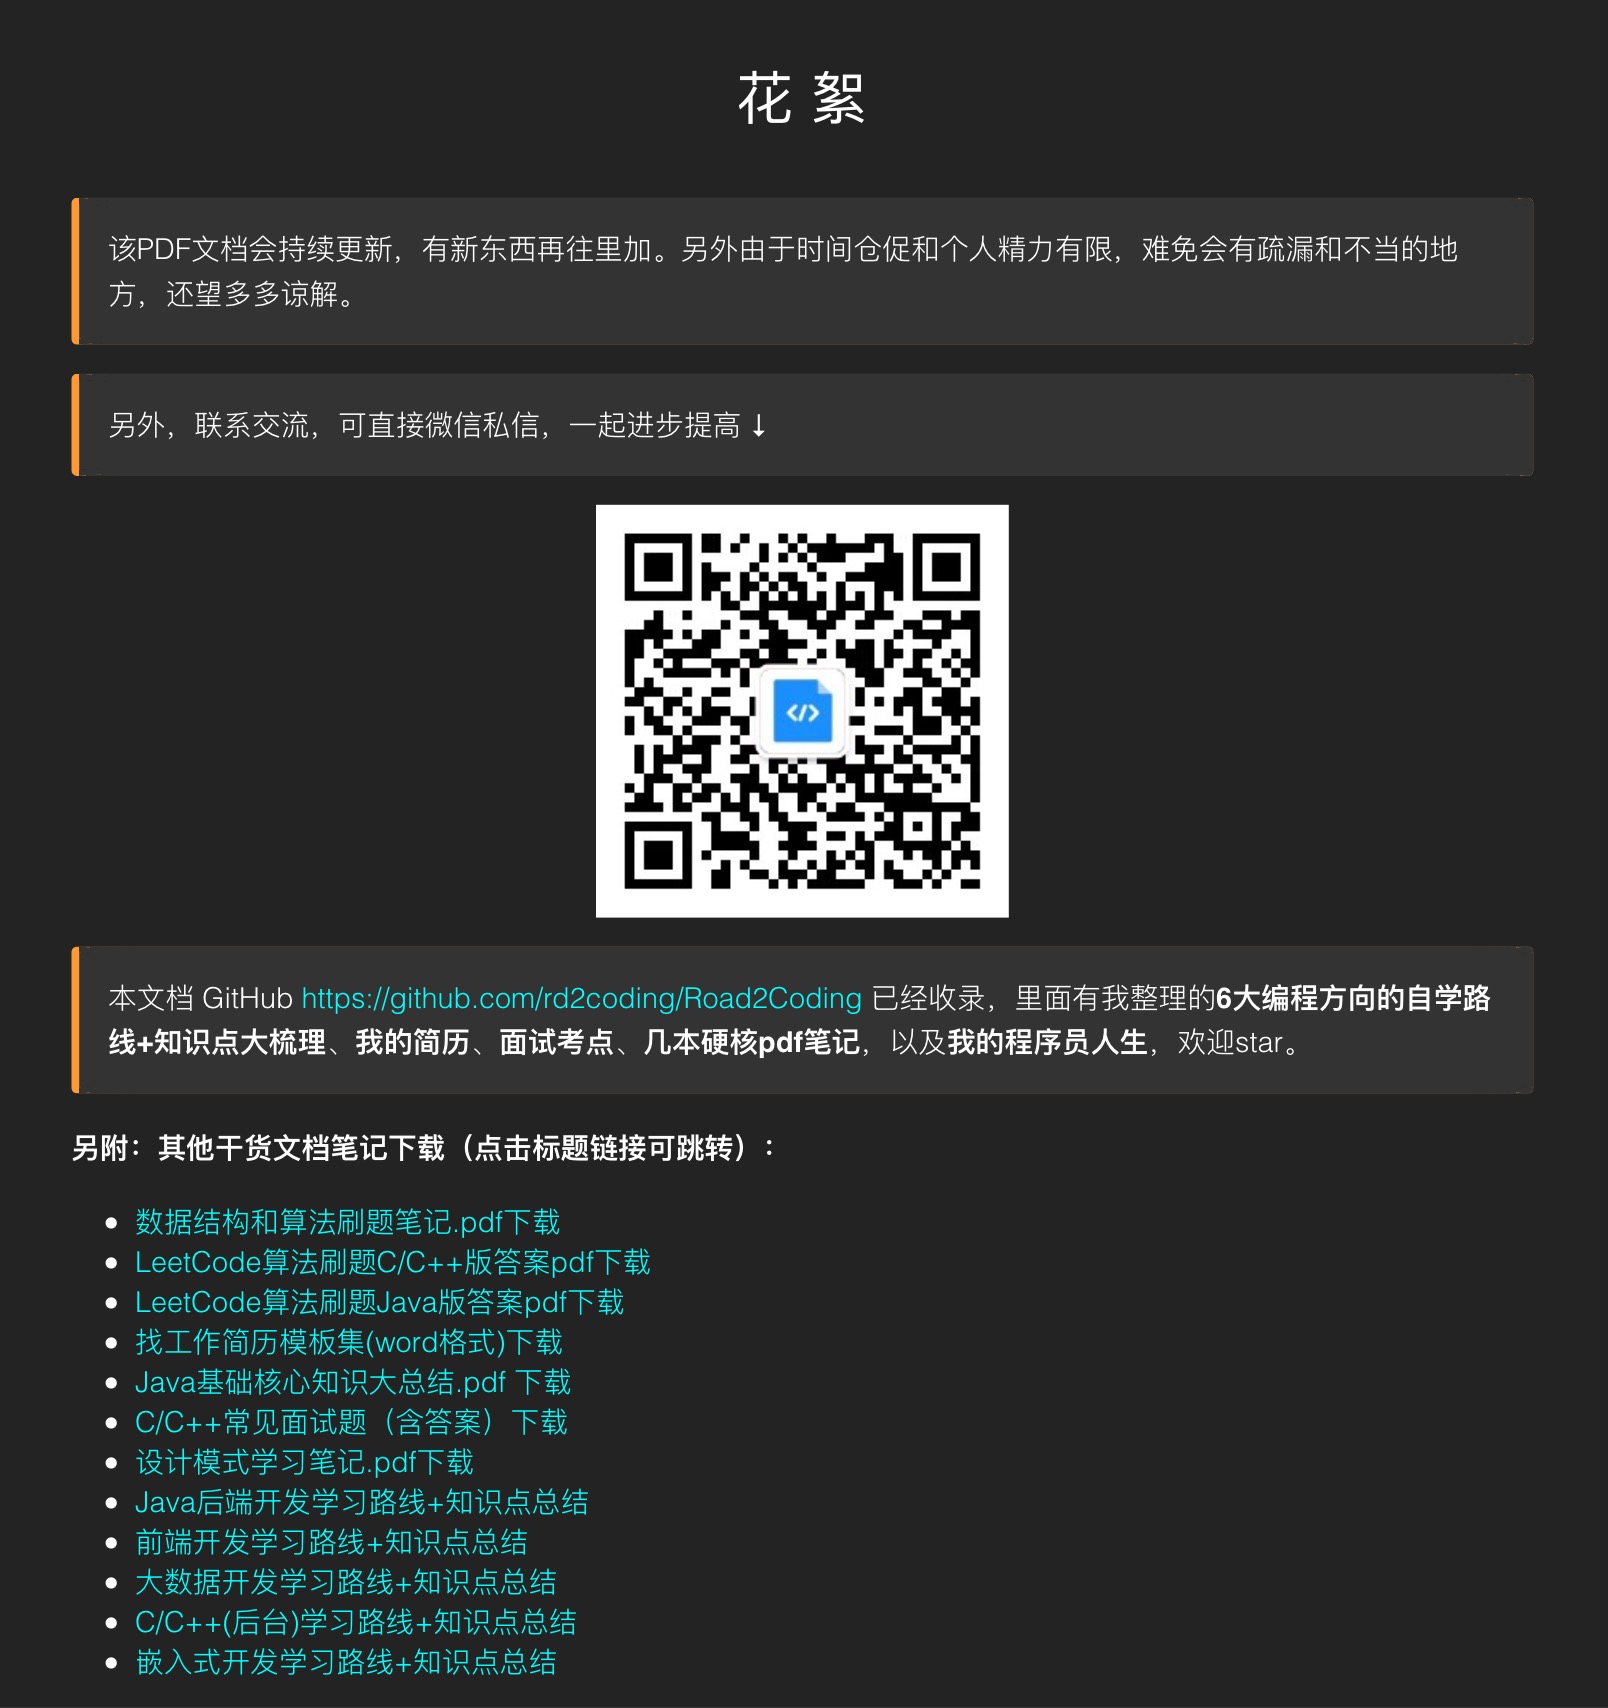 花 絮
该PDF文档会持续更新，有新东西再往里加。另外由于时间仓促和个人精力有限，难免会有疏漏和不当的地
方，还望多多谅解。
另外，联系交流，可直接微信私信，一起进步提高 ↓
</>
本文档 GitHub https://github.com/rd2coding/Road2Coding 已经收录，里面有我整理的6大编程方向的自学路
线+知识点大梳理、我的简历、面试考点、几本硬核pdf笔记，以及我的程序员人生，欢迎star。
另附：其他干货文档笔记下载（点击标题链接可跳转）：
• 数据结构和算法刷题笔记.pdf下载
• LeetCode算法刷题C/C++版答案pdf下载
• LeetCode算法刷题Java版答案pdf下载
• 找工作简历模板集(word格式)下载
• Java基础核心知识大总结.pdf 下载
• C/C++常见面试题（含答案）下载
• 设计模式学习笔记.pdf下载
• Java后端开发学习路线+知识点总结
• 前端开发学习路线+知识点总结
• 大数据开发学习路线+知识点总结
• C/C++(后台)学习路线+知识点总结
• 嵌入式开发学习路线+知识点总结